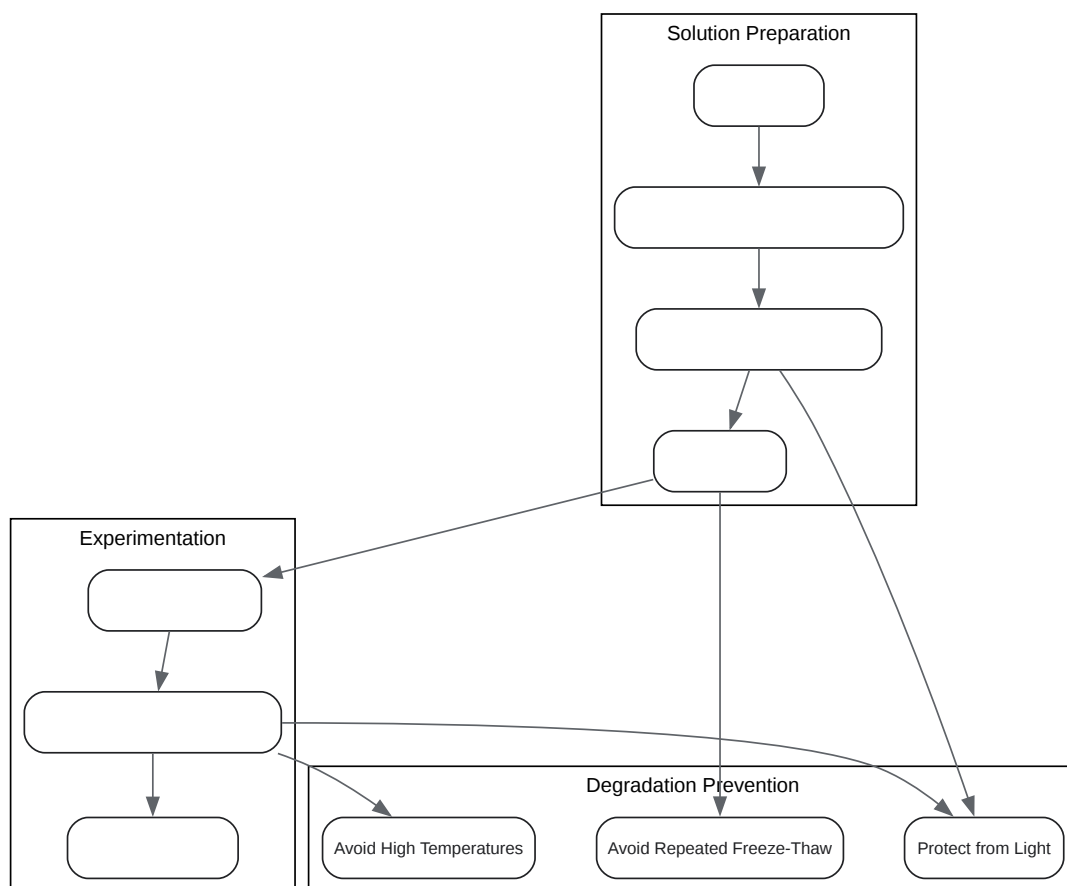 Solution Preparation
Experimentation
Degradation Prevention
Avoid High Temperatures
Avoid Repeated Freeze-Thaw
Protect from Light